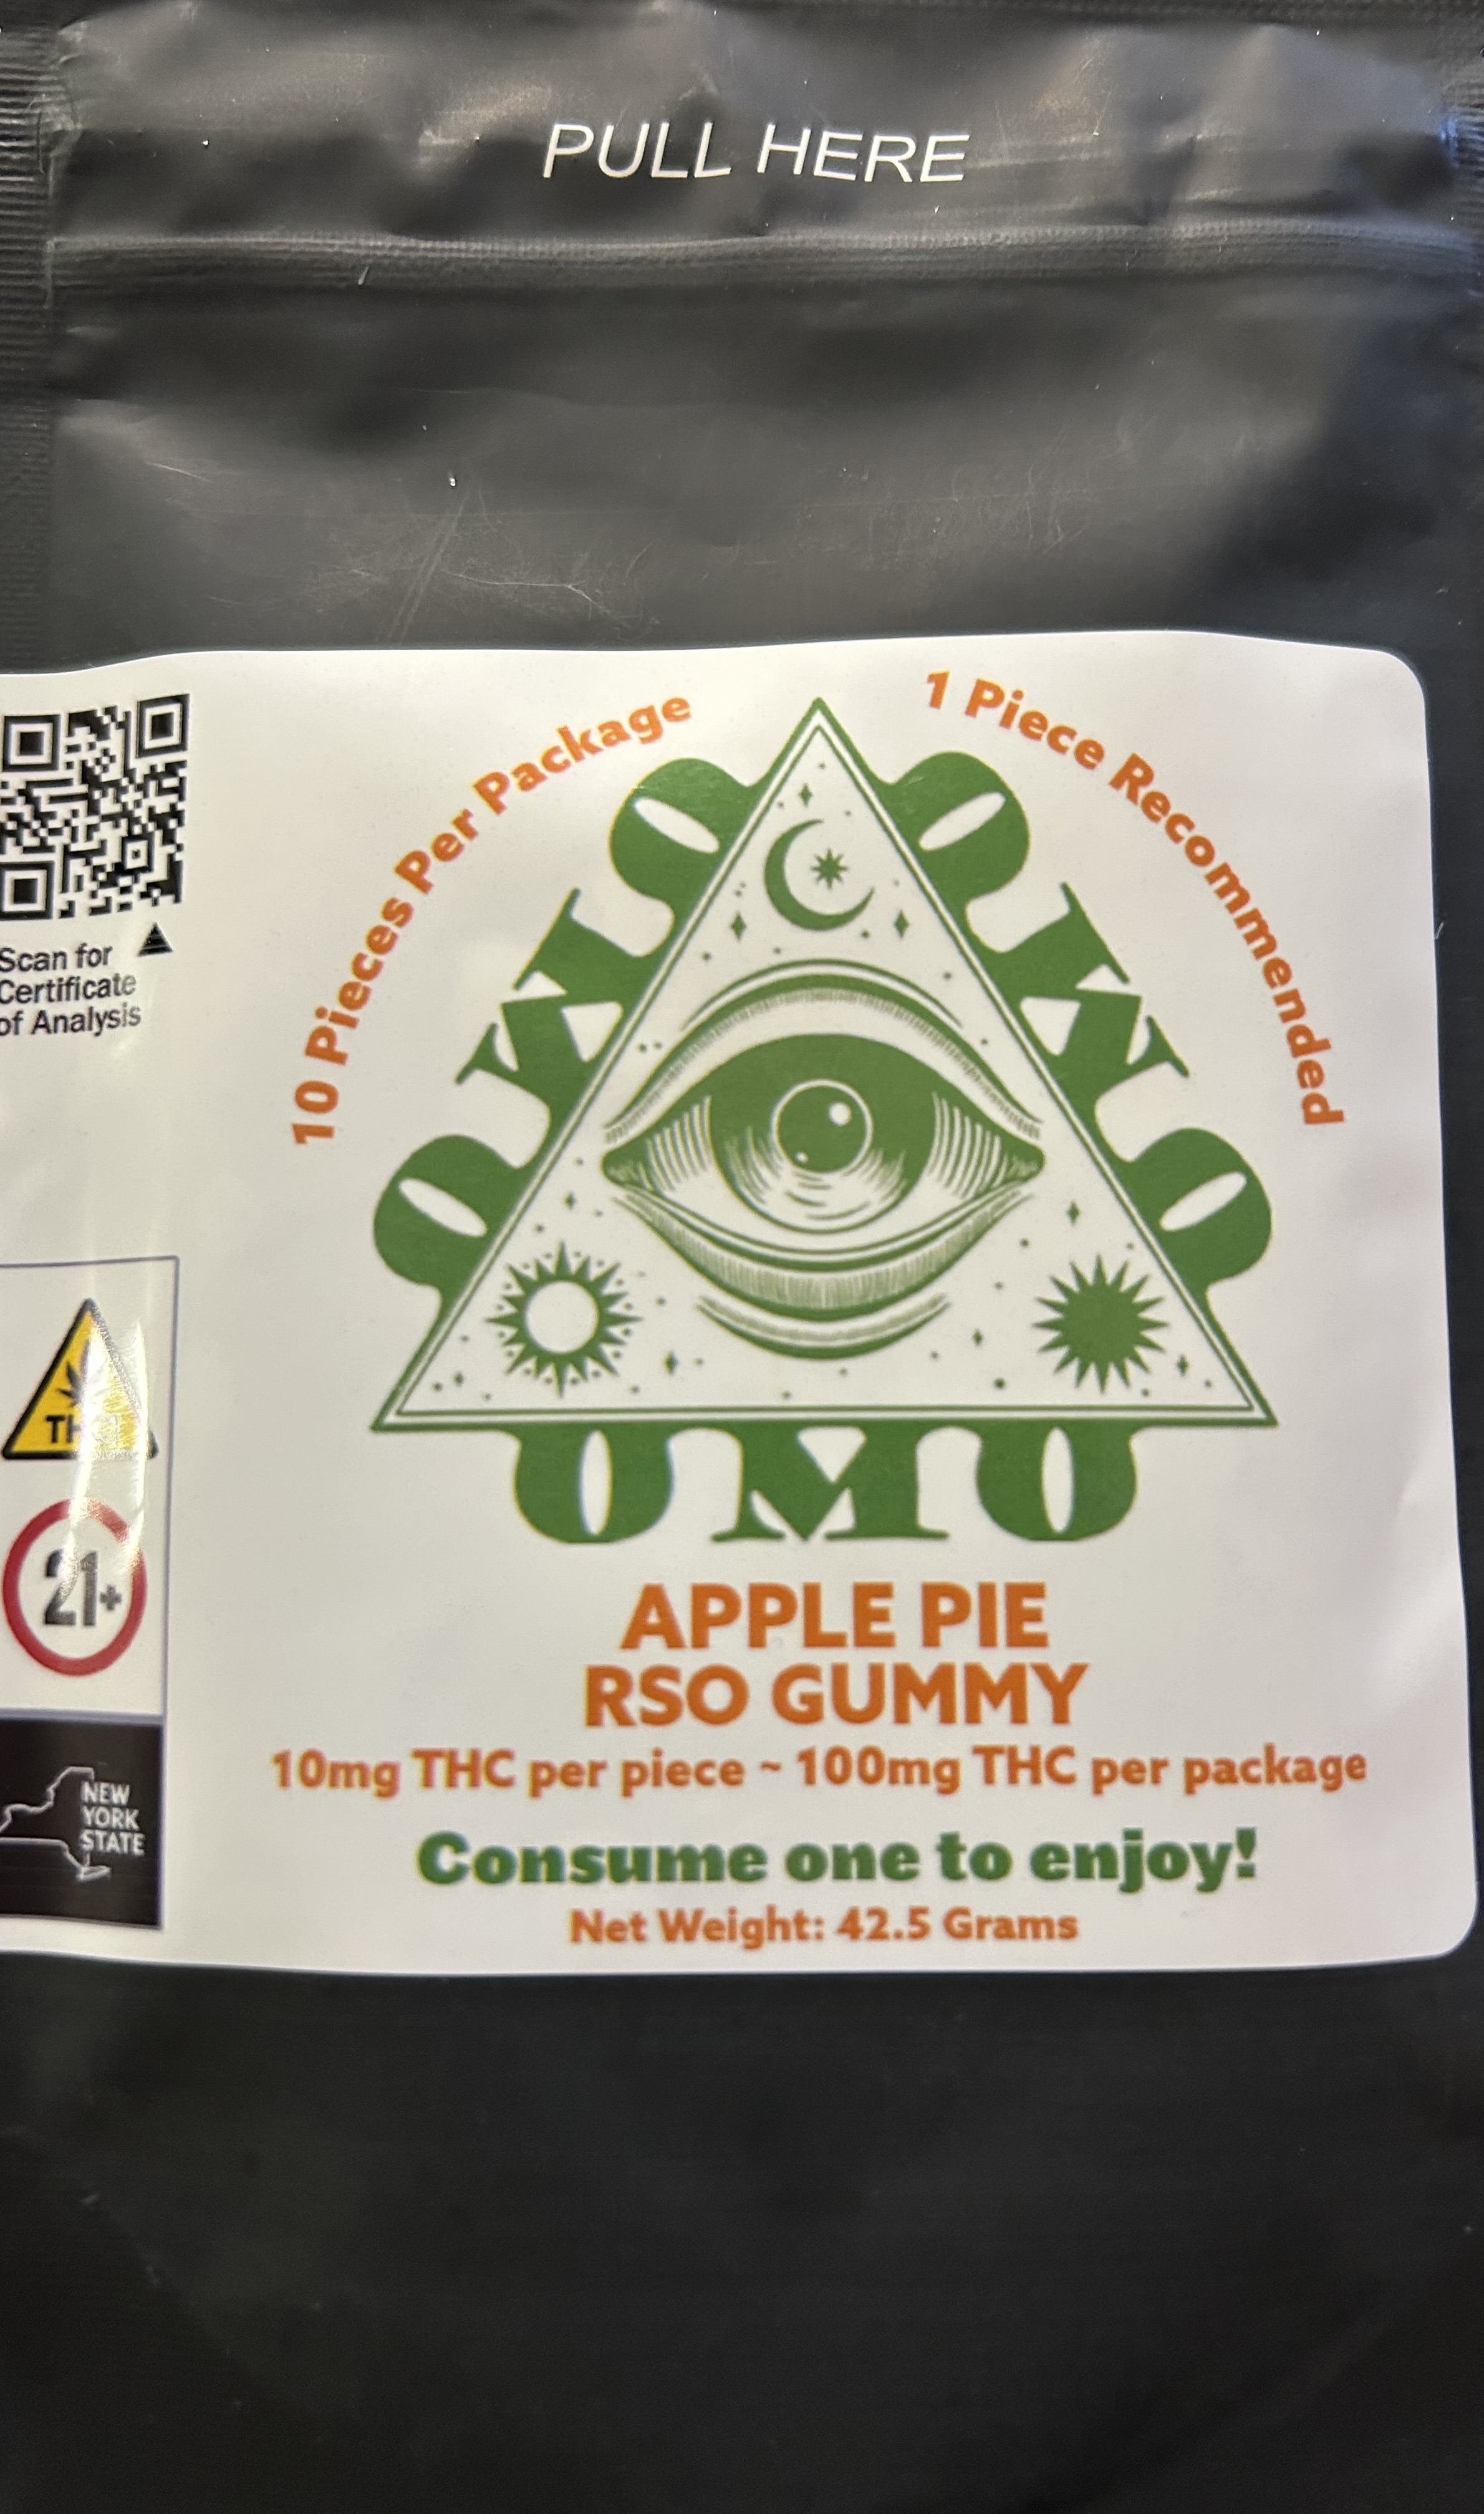 PULL HERE
10 Pieces Per Package
1 Piece Recommended
OMO
OMO
OMO
APPLE PIE
RSO GUMMY
10mg THC per piece ~ 100mg THC per package
Consume one to enjoy!
Net Weight: 42.5 Grams
Scan for
Certificate
of Analysis
21+
NEW
YORK
STATE